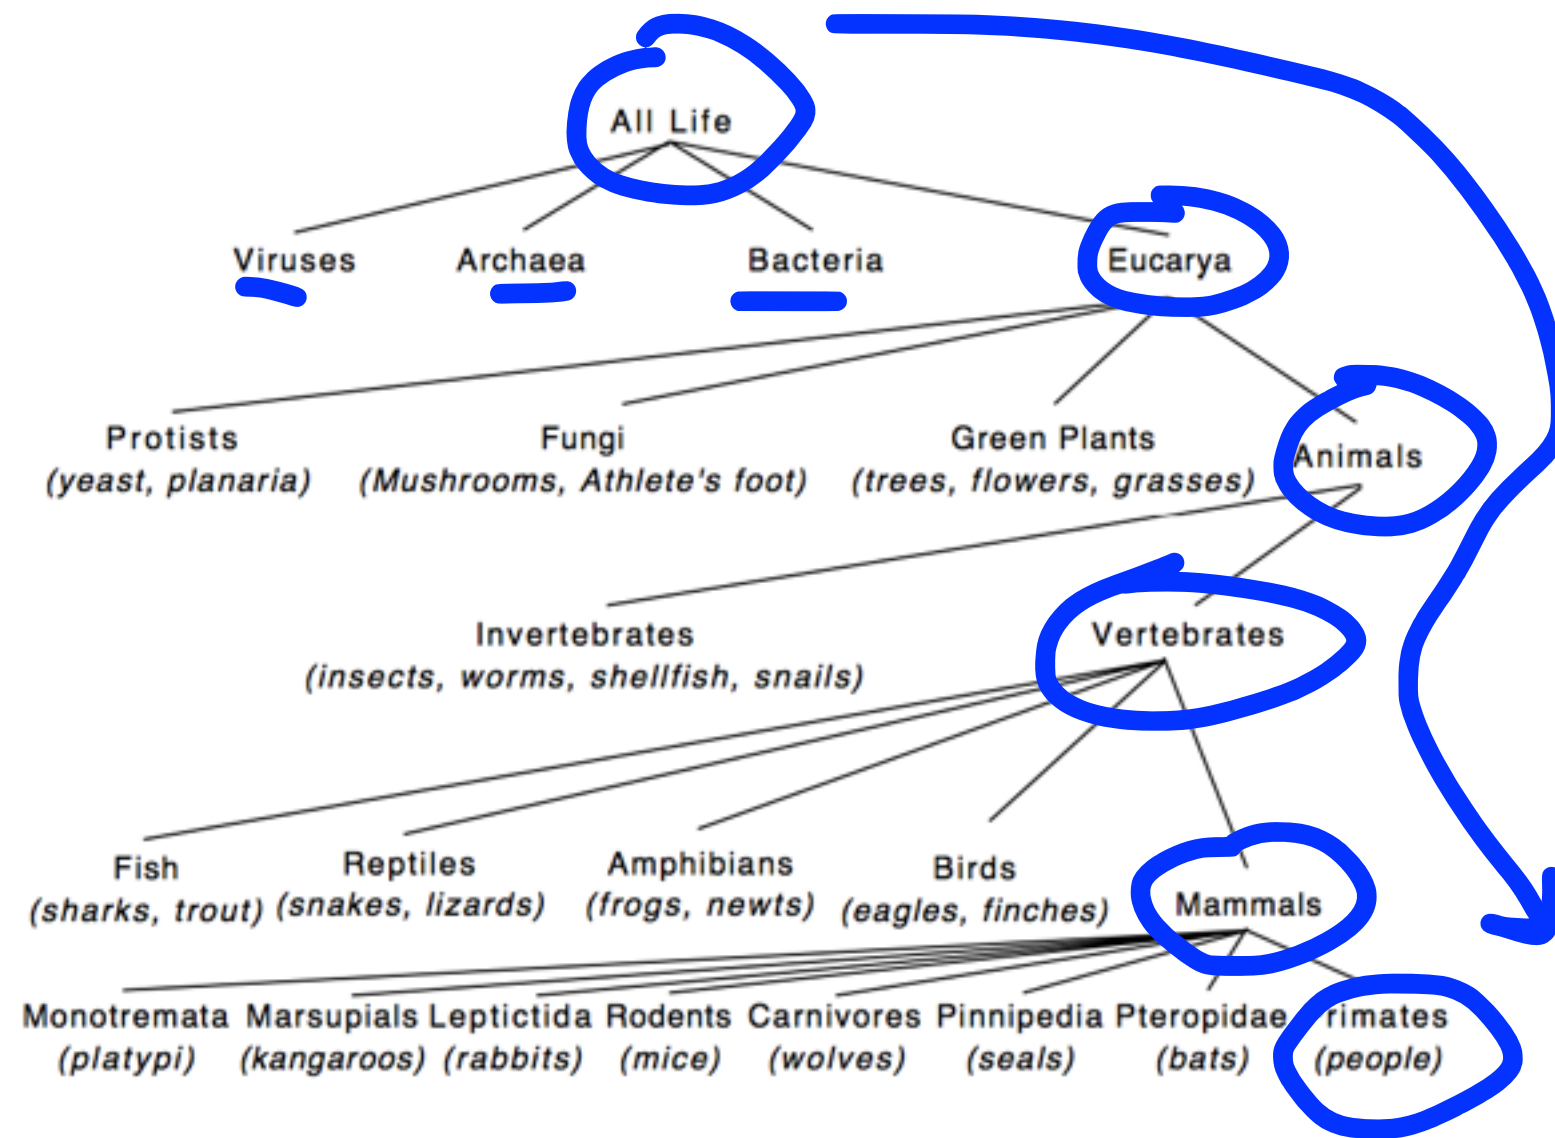 All Life
Viruses Archaea Bacteria Eucarya
Protists Fungi Green Plants Animals
(yeast, planaria) (Mushrooms, Athlete's foot) (trees, flowers, grasses)
Invertebrates Vertebrates
(insects, worms, shellfish, snails)
Fish Reptiles Amphibians Birds Mammals
(sharks, trout) (snakes, lizards) (frogs, newts) (eagles, finches)
Monotremata Marsupials Leptictida Rodents Carnivores Pinnipedia Pteropidae Primates
(platypi) (kangaroos) (rabbits) (mice) (wolves) (seals) (bats) (people)